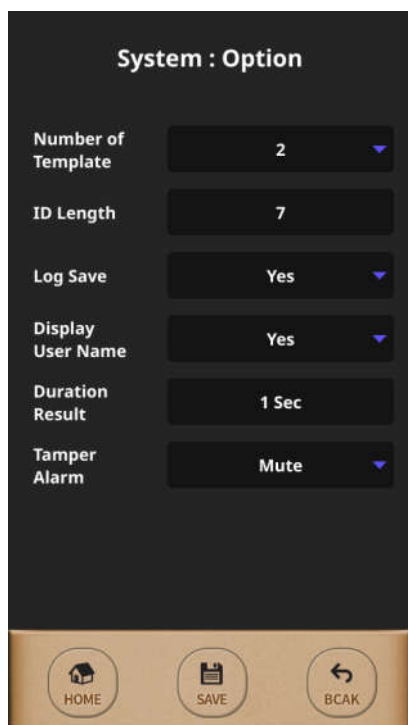 System : Option
Number of
Template
2
ID Length
7
Log Save
Yes
Display
User Name
Yes
Duration
Result
1 Sec
Tamper
Alarm
Mute
HOME
SAVE
BCAK